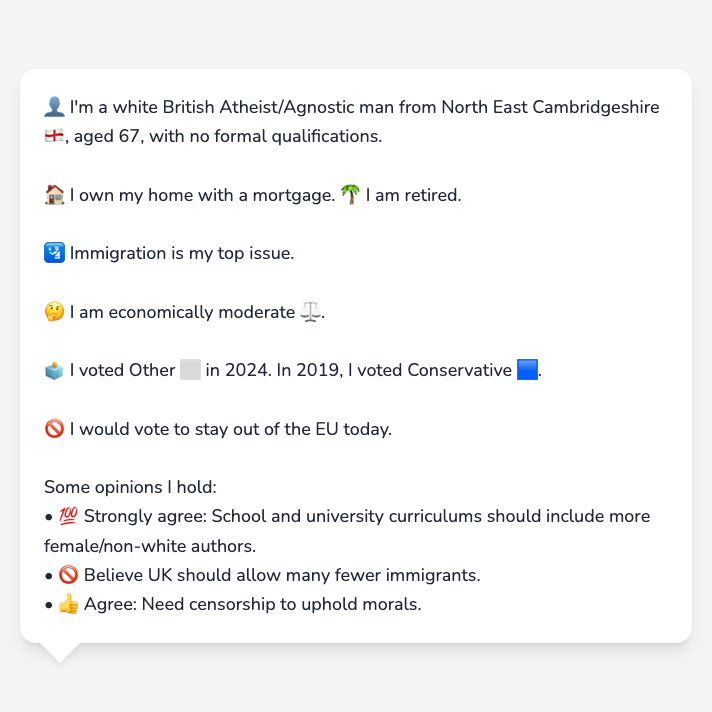 👤 I'm a white British Atheist/Agnostic man from North East Cambridgeshire
🏴󠁧󠁢󠁥󠁮󠁧󠁿, aged 67, with no formal qualifications.
🏠 I own my home with a mortgage. 🌴 I am retired.
🛂 Immigration is my top issue.
🤔 I am economically moderate ⚖️.
🗳️ I voted Other ⬜ in 2024. In 2019, I voted Conservative 🟦.
🚫 I would vote to stay out of the EU today.
Some opinions I hold:
• 💯 Strongly agree: School and university curriculums should include more
female/non-white authors.
• 🚫 Believe UK should allow many fewer immigrants.
• 👍 Agree: Need censorship to uphold morals.